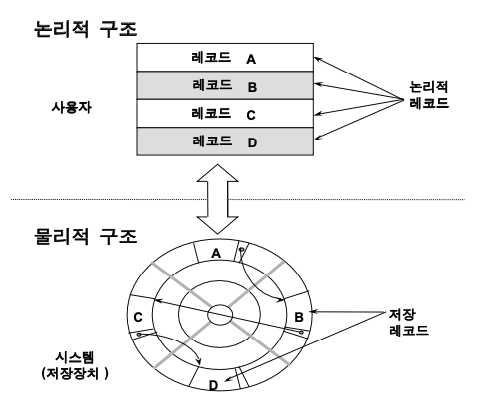 논리적 구조
레코드 A
레코드 B
레코드 C
레코드 D
사용자
논리적
레코드
물리적 구조
A
B
C
D
저장
레코드
시스템
(저장장치 )